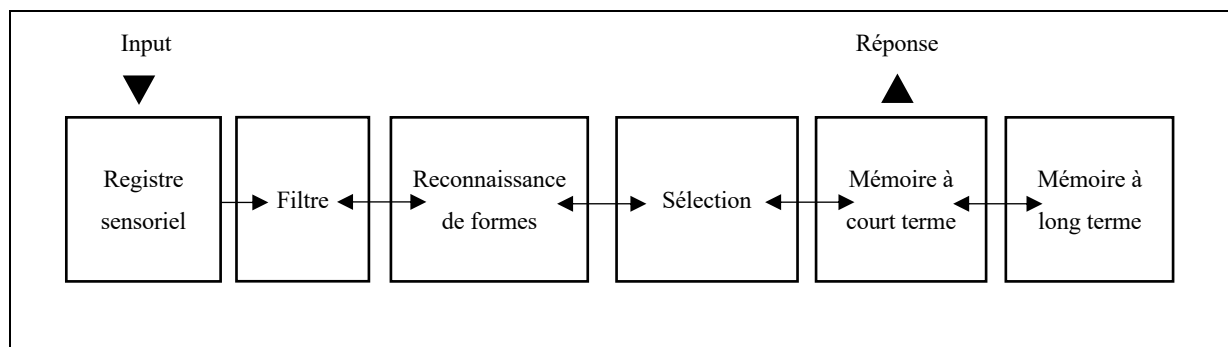 Input
Réponse
Registre
sensoriel
Filtre
Reconnaissance
de formes
Sélection
Mémoire à
court terme
Mémoire à
long terme